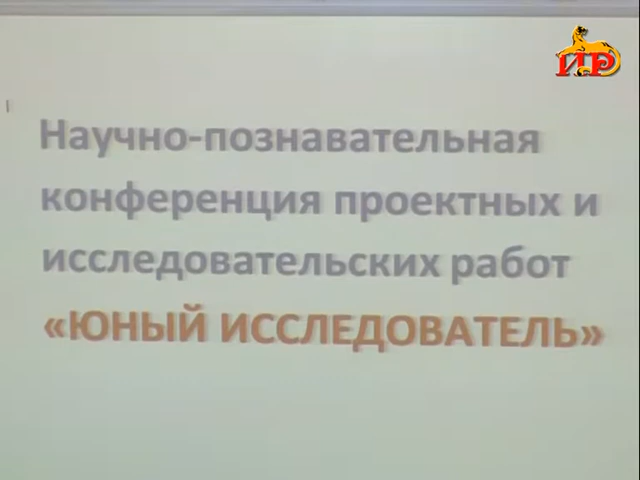 ИР
Научно-познавательная
конференция проектных и
исследовательских работ
«ЮНЫЙ ИССЛЕДОВАТЕЛЬ»